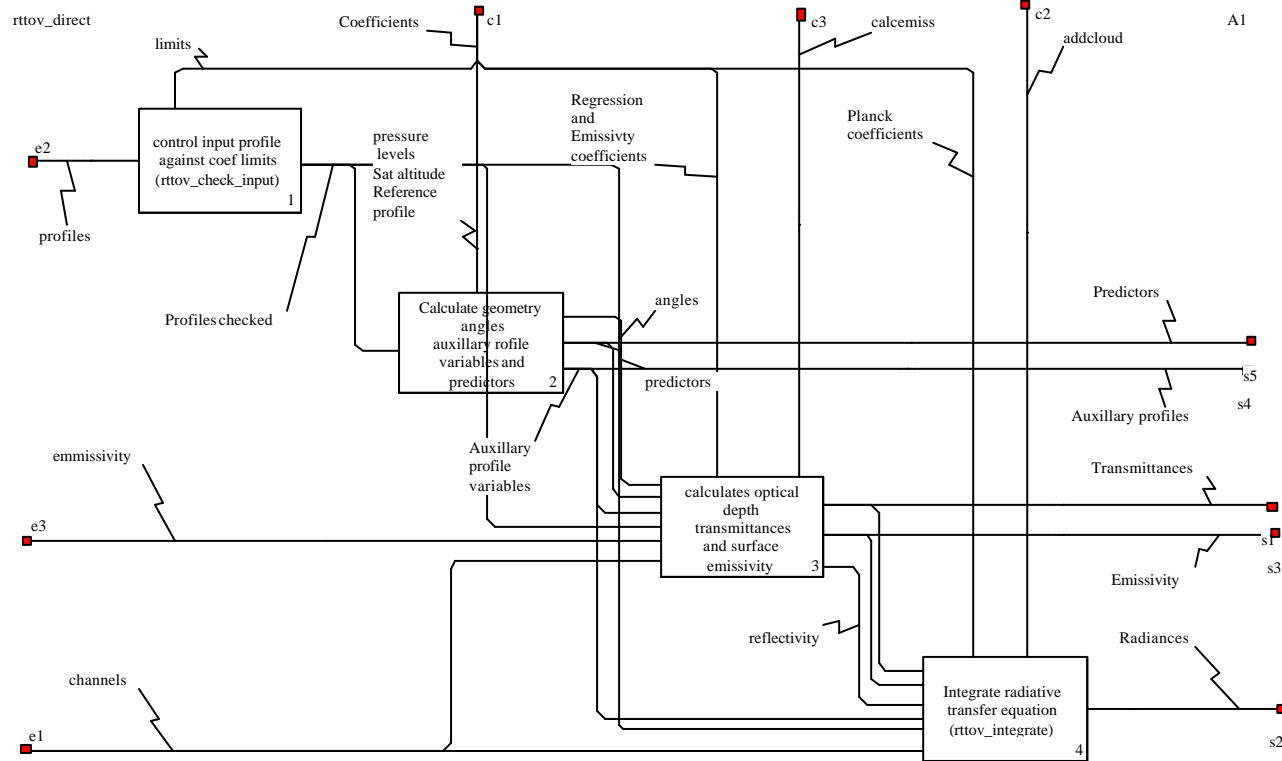 rttov_direct
Coefficients
c1
c3
calcemiss
c2
A1
addcloud
limits
Regression
and
Emissivty
coefficients
Planck
coefficients
e2
control input profile
against coef limits
(rttov_check_input)
1
pressure
levels
Sat altitude
Reference
profile
profiles
Profiles checked
Calculate geometry
angles
auxillary rofile
variables and
predictors
2
angles
predictors
Predictors
s5
s4
Auxillary profiles
Auxillary
profile
variables
emmissivity
e3
calculates optical
depth
transmittances
and surface
emissivity
3
Transmittances
s1
s3
Emissivity
reflectivity
Radiances
channels
e1
Integrate radiative
transfer equation
(rttov_integrate)
4
s2